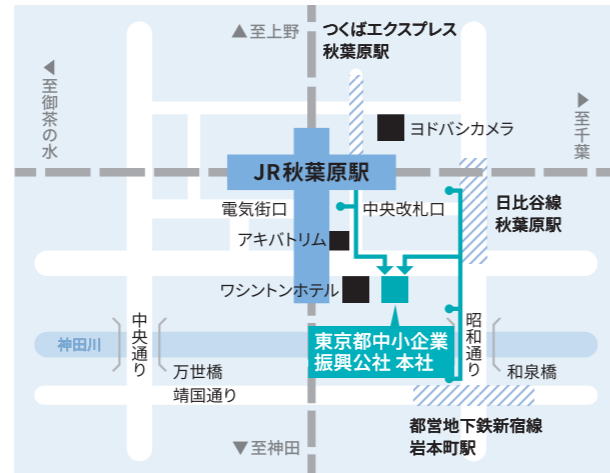 ▲至上野
つくばエクスプレス
秋葉原駅
◀至御茶の水
ヨドバシカメラ
▶至千葉
JR秋葉原駅
電気街口
中央改札口
日比谷線
秋葉原駅
アキバトリム
ワシントンホテル
東京都中小企業
振興公社 本社
神田川
中央通り
昭和通り
万世橋
和泉橋
靖国通り
都営地下鉄新宿線
岩本町駅
▼至神田